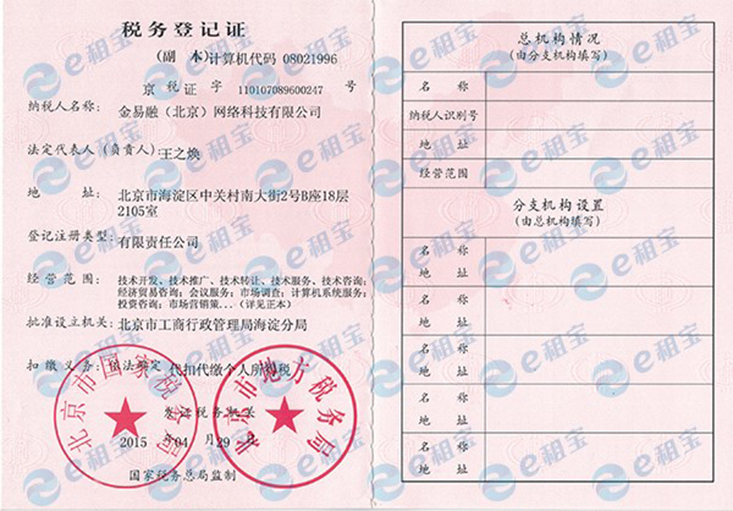 税务登记证
(副 本)计算机代码 08021996
京 税 证 字 110107089600247 号
纳税人名称: 金易融(北京)网络科技有限公司
法定代表人(负责人):王之焕
地 址: 北京市海淀区中关村南大街2号B座18层
2105室
登记注册类型: 有限责任公司
经营范围: 技术开发、技术推广、技术转让、技术服务、技术咨询;
经济贸易咨询;会议服务;市场调查;计算机系统服务;
投资咨询;市场营销策...(详见正本)
批准设立机关: 北京市工商行政管理局海淀分局
扣缴义务: 依法确定 代扣代缴个人所得税
发证税务机关
2015 年 04 月 29 日
国家税务总局监制
北京市国家税务局
北京市地方税务局
总机构情况
(由分支机构填写)
名 称
纳税人识别号
地 址
经营范围
分支机构设置
(由总机构填写)
名 称
地 址
名 称
地 址
名 称
地 址
名 称
地 址
名 称
地 址
e租宝